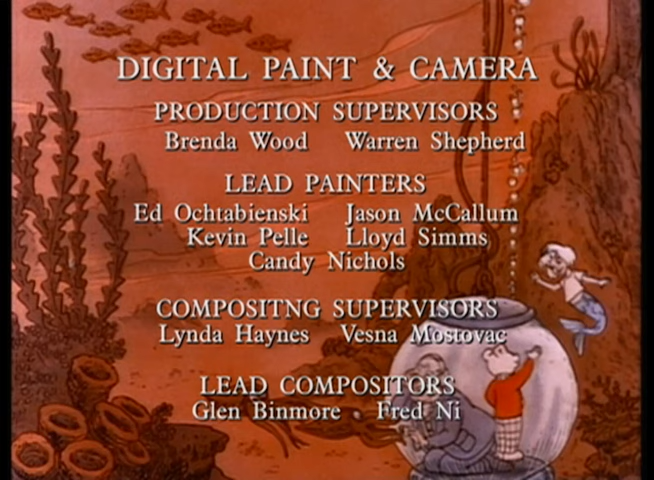 DIGITAL PAINT & CAMERA
PRODUCTION SUPERVISORS
Brenda Wood Warren Shepherd
LEAD PAINTERS
Ed Ochtabienski Jason McCallum
Kevin Pelle Lloyd Simms
Candy Nichols
COMPOSITNG SUPERVISORS
Lynda Haynes Vesna Mostovac
LEAD COMPOSITORS
Glen Binmore Fred Ni